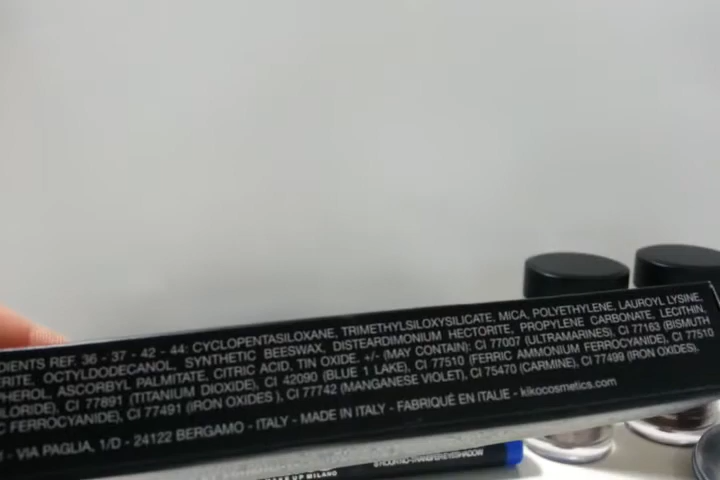 DIENTS REF. 36 - 37 - 42 - 44: CYCLOPENTASILOXANE, TRIMETHYLSILOXYSILICATE, MICA, POLYETHYLENE, LAUROYL LYSINE,
ERITE, OCTYLDODECANOL, SYNTHETIC BEESWAX, DISTEARDIMONIUM HECTORITE, PROPYLENE CARBONATE, LECITHIN,
PHEROL, ASCORBYL PALMITATE, CITRIC ACID, TIN OXIDE. +/- (MAY CONTAIN): CI 77007 (ULTRAMARINES), CI 77163 (BISMUTH
LORIDE), CI 77891 (TITANIUM DIOXIDE), CI 42090 (BLUE 1 LAKE), CI 77510 (FERRIC AMMONIUM FERROCYANIDE), CI 77510
C FERROCYANIDE), CI 77491 (IRON OXIDES ), CI 77742 (MANGANESE VIOLET), CI 75470 (CARMINE), CI 77499 (IRON OXIDES).
- VIA PAGLIA, 1/D - 24122 BERGAMO - ITALY - MADE IN ITALY - FABRIQUÉ EN ITALIE - kikocosmetics.com
UP MILANO